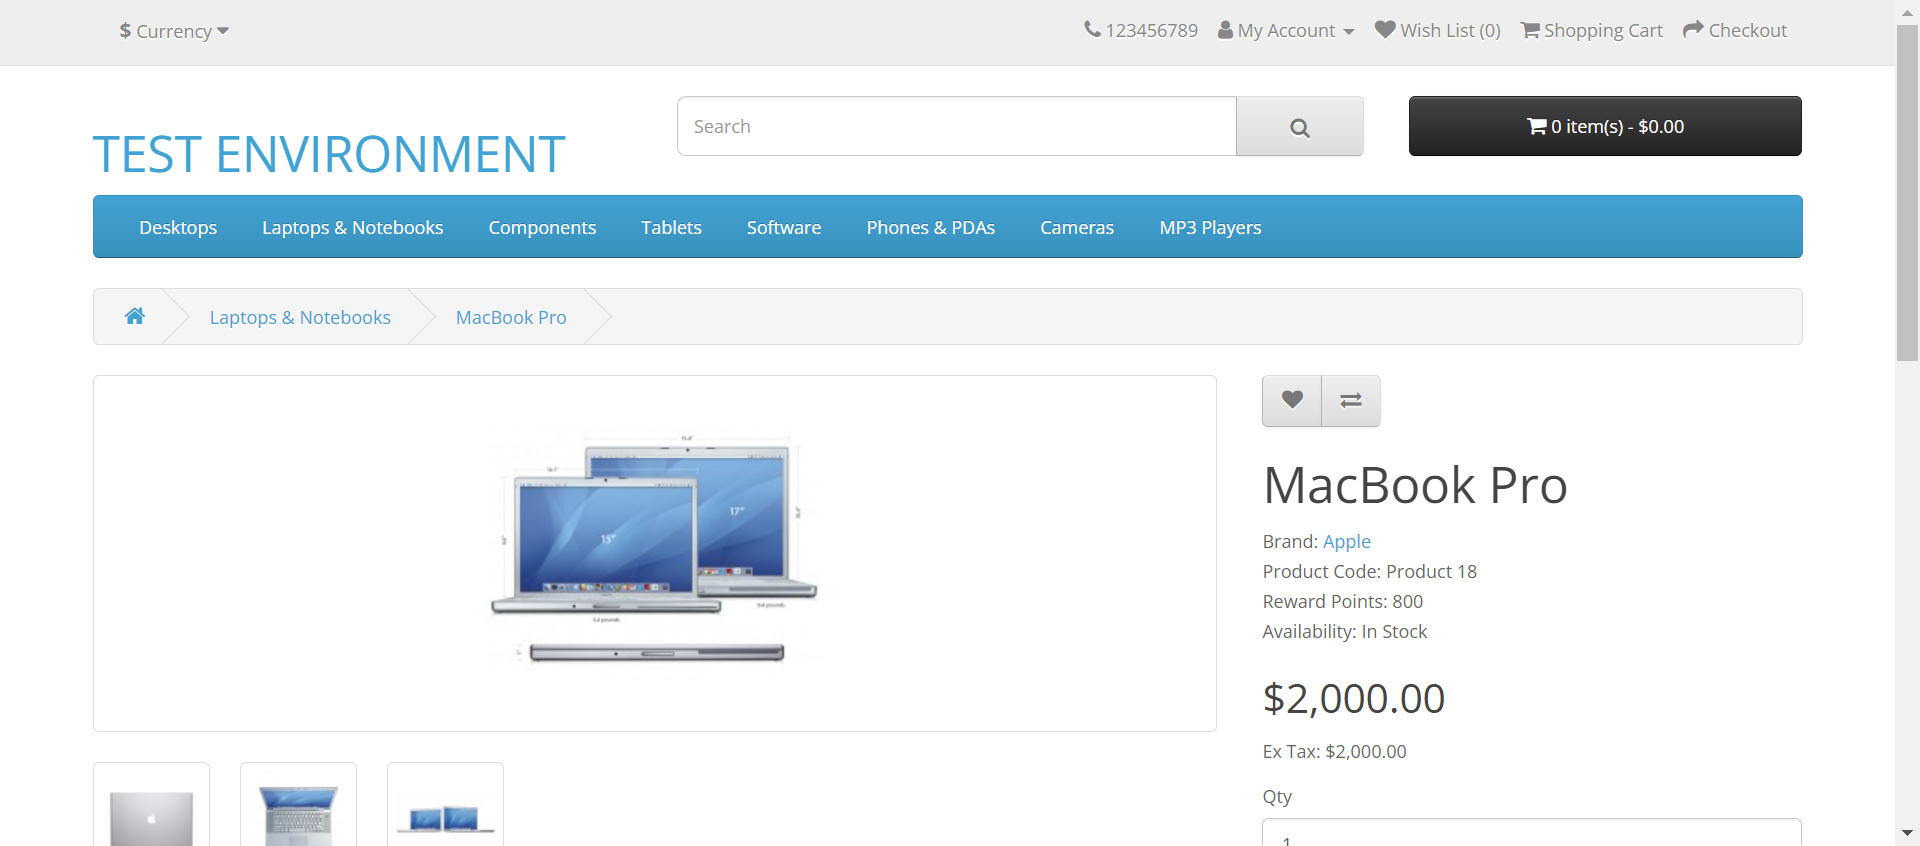 $ Currency
123456789 My Account Wish List (0) Shopping Cart Checkout
Search
0 item(s) - $0.00
TEST ENVIRONMENT
Desktops Laptops & Notebooks Components Tablets Software Phones & PDAs Cameras MP3 Players
Laptops & Notebooks MacBook Pro
15"
17"
MacBook Pro
Brand: Apple
Product Code: Product 18
Reward Points: 800
Availability: In Stock
$2,000.00
Ex Tax: $2,000.00
Qty
1